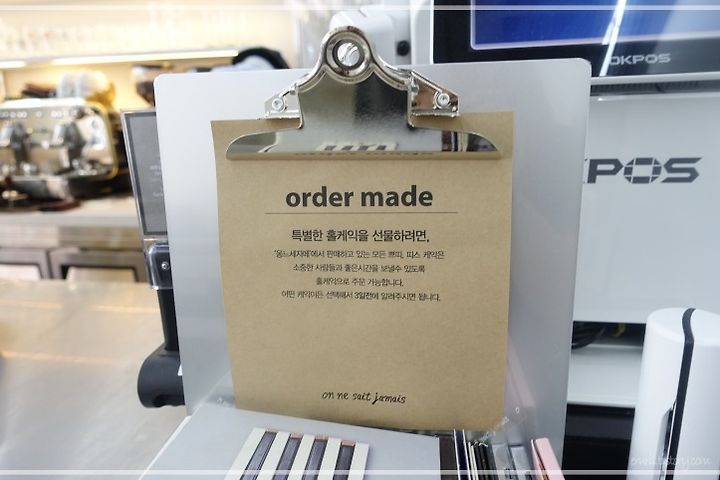 OKPOS
order made
특별한 홀케익을 선물하려면,
'옹느세자매'에서 판매하고 있는 모든 쁘띠, 피스 케익은
소중한 사람들과 좋은시간을 보낼수 있도록
홀케익으로 주문 가능합니다.
어떤 케익이든 선택해서 3일전에 알려주시면 됩니다.
on ne sait jamais
KPOS